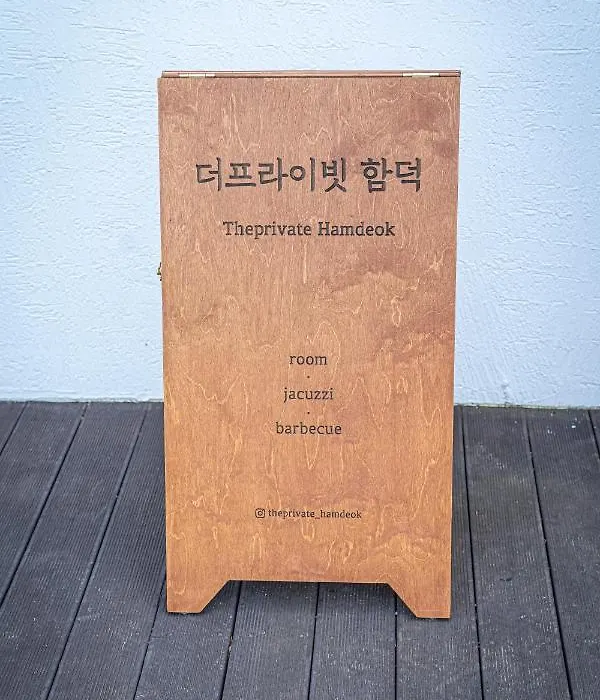 더프라이빗 함덕
Theprivate Hamdeok
room
·
jacuzzi
·
barbecue
theprivate_hamdeok